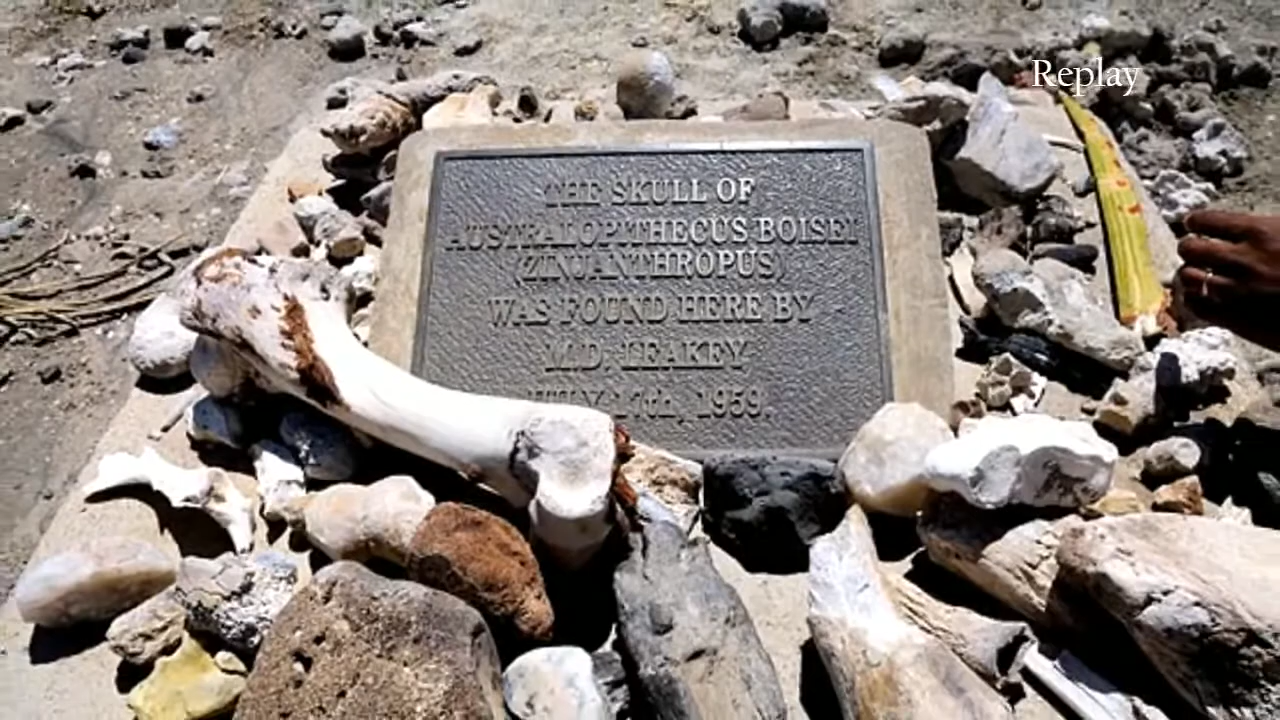 Replay
THE SKULL OF
AUSTRALOPITHECUS BOISEI
(ZINJANTHROPUS)
WAS FOUND HERE BY
M.D. LEAKEY
JULY 17th, 1959.